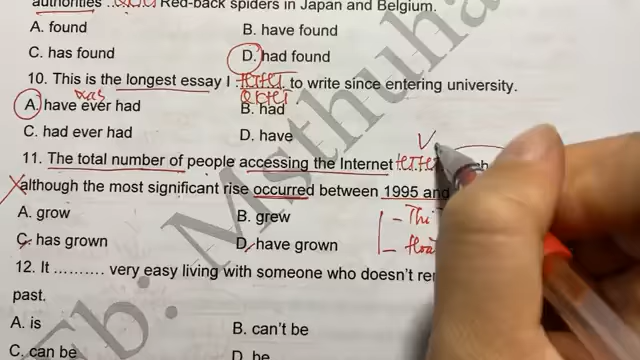 authorities ....... Red-back spiders in Japan and Belgium.
A. found
B. have found
C. has found
D. had found
10. This is the longest essay I ........ to write since entering university.
A. have ever had
B. had
C. had ever had
D. have
V
11. The total number of people accessing the Internet
although the most significant rise occurred between 1995 and
A. grow
B. grew
C. has grown
D. have grown
12. It .......... very easy living with someone who doesn't
past.
A. is
B. can't be
C. can be
D. be
Fb: Msthuha